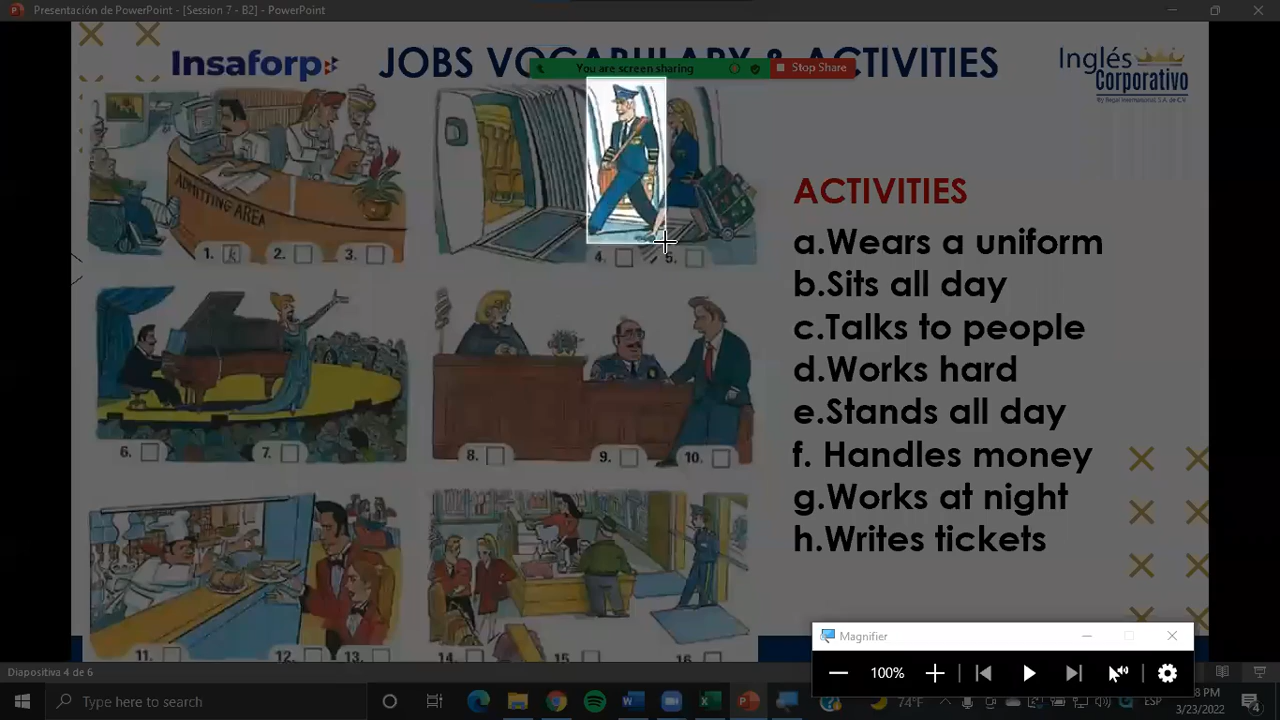 Presentación de PowerPoint - [Session 7 - B2] - PowerPoint
Insaforp
JOBS VOCABULARY & ACTIVITIES
You are screen sharing
Stop Share
Inglés
Corporativo
ADMITTING AREA
1. k 2. 3.
4. 5.
6. 7.
8. 9. 10.
11. 12. 13.
14. 15. 16.
ACTIVITIES
a.Wears a uniform
b.Sits all day
c.Talks to people
d.Works hard
e.Stands all day
f. Handles money
g.Works at night
h.Writes tickets
Magnifier
100%
Diapositiva 4 de 6
Type here to search
74°F
ESP
8 PM
3/23/2022
4